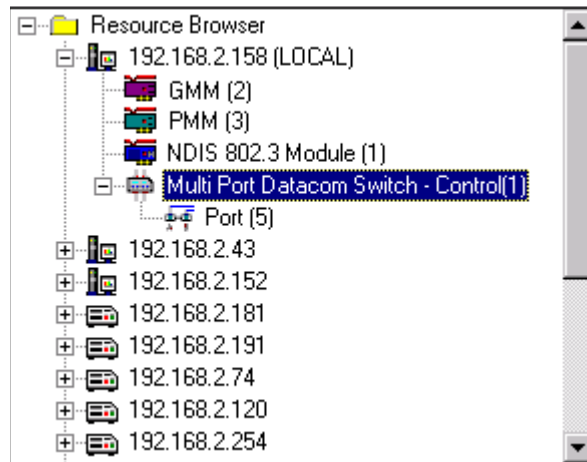 Resource Browser
192.168.2.158 (LOCAL)
GMM (2)
PMM (3)
NDIS 802.3 Module (1)
Multi Port Datacom Switch - Control(1)
Port (5)
192.168.2.43
192.168.2.152
192.168.2.181
192.168.2.191
192.168.2.74
192.168.2.120
192.168.2.254